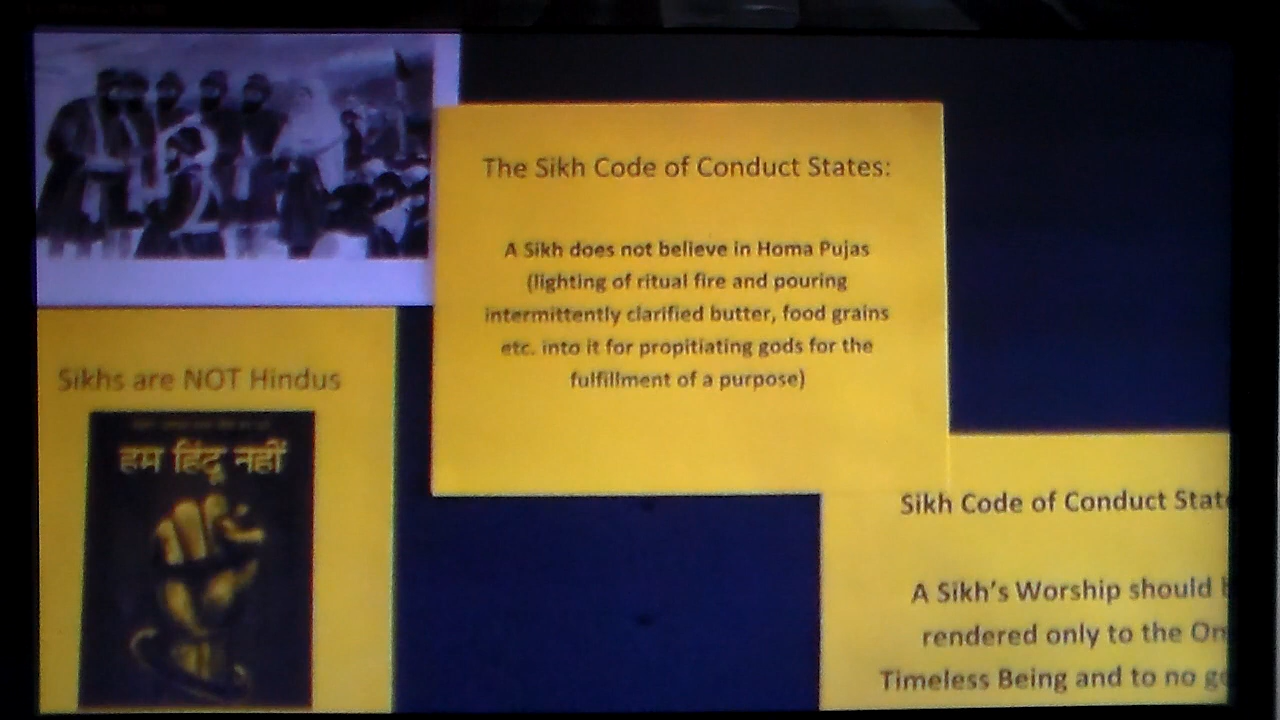 The Sikh Code of Conduct States:
A Sikh does not believe in Homa Pujas
(lighting of ritual fire and pouring
intermittently clarified butter, food grains
etc. into it for propitiating gods for the
fulfillment of a purpose)
Sikhs are NOT Hindus
हम हिंदू नहीं
Sikh Code of Conduct State
A Sikh's Worship should
rendered only to the On
Timeless Being and to no go